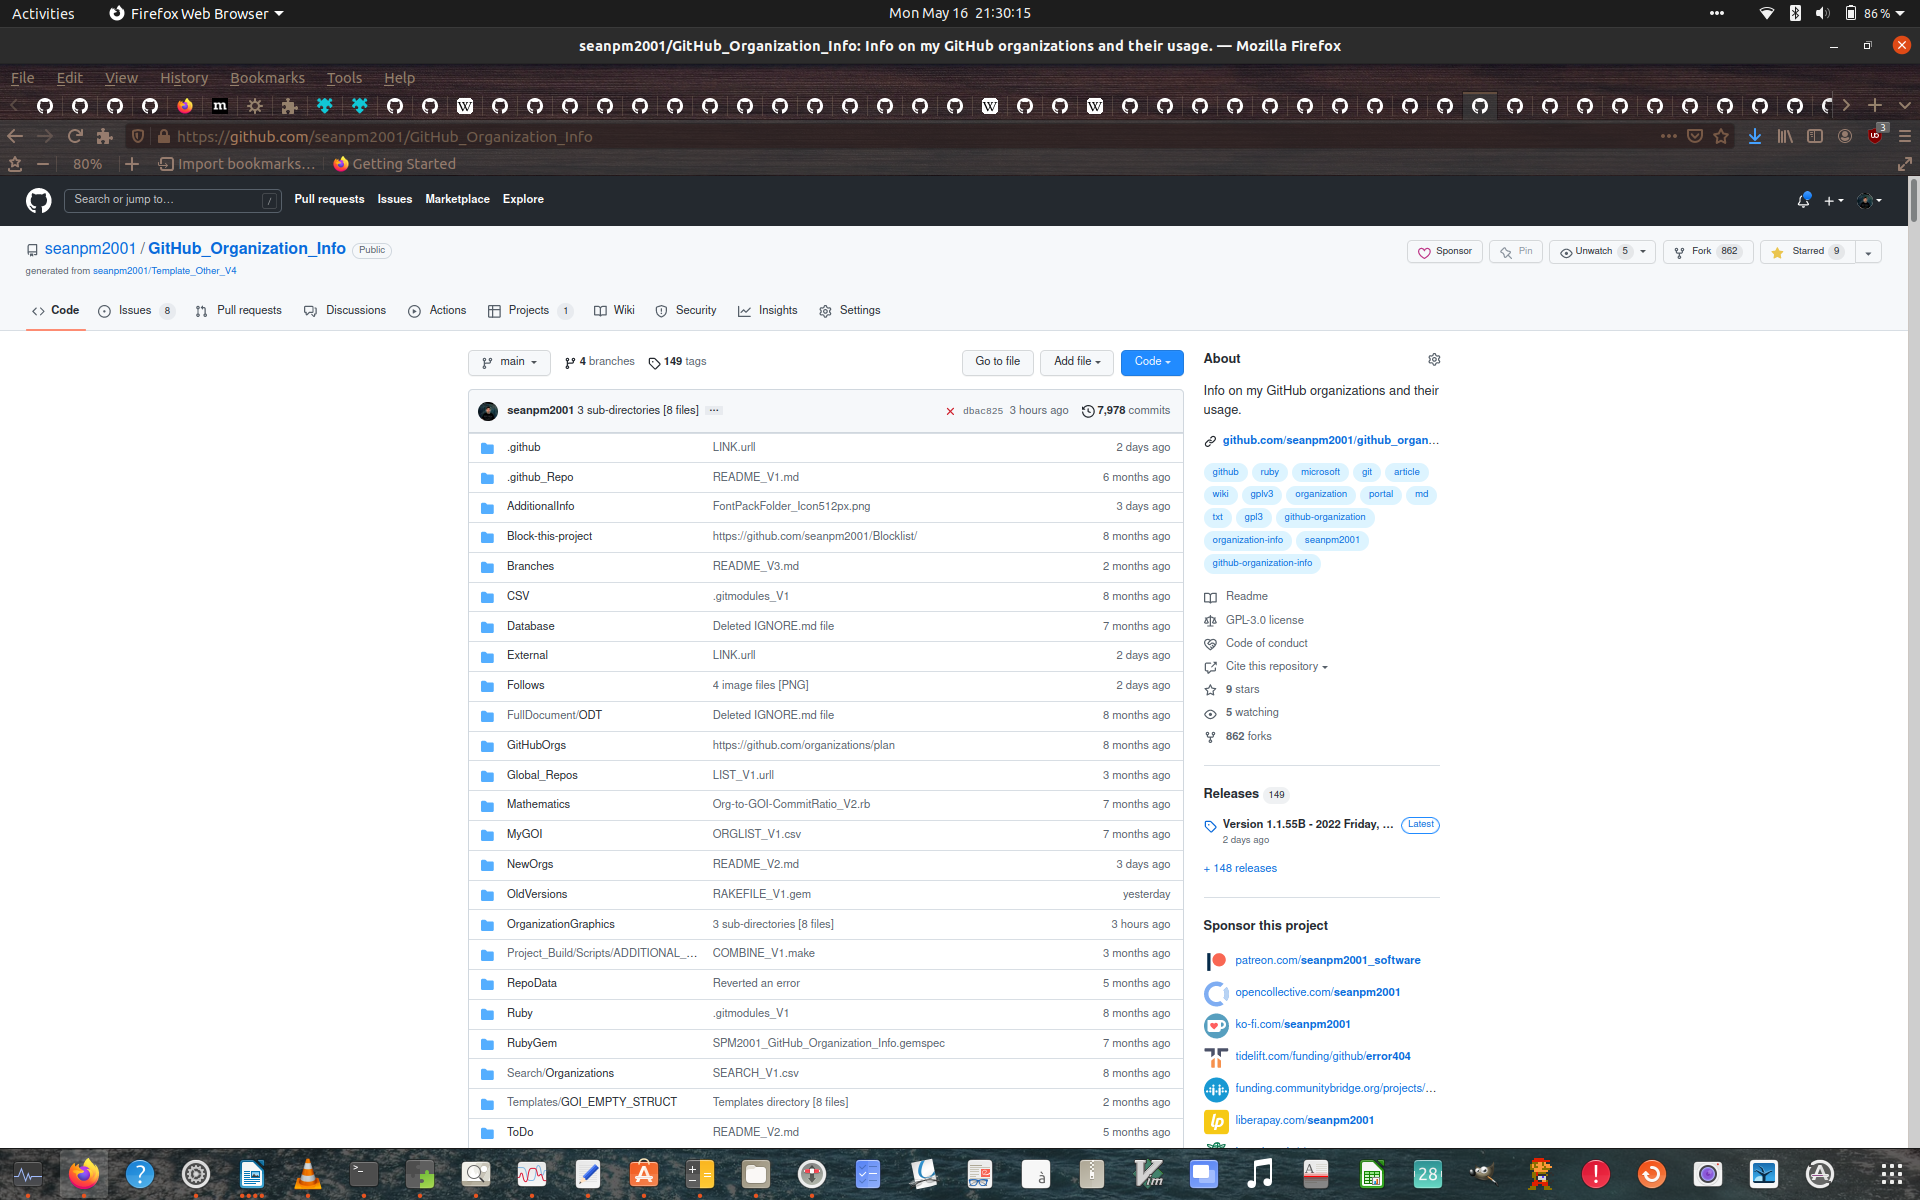 Activities
Firefox Web Browser
Mon May 16 21:30:15
86 %
seanpm2001/GitHub_Organization_Info: Info on my GitHub organizations and their usage. — Mozilla Firefox
File Edit View History Bookmarks Tools Help
https://github.com/seanpm2001/GitHub_Organization_Info
3
80%
Import bookmarks...
Getting Started
Search or jump to... /
Pull requests Issues Marketplace Explore
seanpm2001 / GitHub_Organization_Info Public
Sponsor Pin Unwatch 5 Fork 862 Starred 9
generated from seanpm2001/Template_Other_V4
Code Issues 8 Pull requests Discussions Actions Projects 1 Wiki Security Insights Settings
main 4 branches 149 tags Go to file Add file Code
seanpm2001 3 sub-directories [8 files] ... dbac825 3 hours ago 7,978 commits
.github LINK.urll 2 days ago
.github_Repo README_V1.md 6 months ago
AdditionalInfo FontPackFolder_Icon512px.png 3 days ago
Block-this-project https://github.com/seanpm2001/Blocklist/ 8 months ago
Branches README_V3.md 2 months ago
CSV .gitmodules_V1 8 months ago
Database Deleted IGNORE.md file 7 months ago
External LINK.urll 2 days ago
Follows 4 image files [PNG] 2 days ago
FullDocument/ODT Deleted IGNORE.md file 8 months ago
GitHubOrgs https://github.com/organizations/plan 8 months ago
Global_Repos LIST_V1.urll 3 months ago
Mathematics Org-to-GOI-CommitRatio_V2.rb 7 months ago
MyGOI ORGLIST_V1.csv 7 months ago
NewOrgs README_V2.md 3 days ago
OldVersions RAKEFILE_V1.gem yesterday
OrganizationGraphics 3 sub-directories [8 files] 3 hours ago
Project_Build/Scripts/ADDITIONAL_... COMBINE_V1.make 3 months ago
RepoData Reverted an error 5 months ago
Ruby .gitmodules_V1 8 months ago
RubyGem SPM2001_GitHub_Organization_Info.gemspec 7 months ago
Search/Organizations SEARCH_V1.csv 8 months ago
Templates/GOI_EMPTY_STRUCT Templates directory [8 files] 2 months ago
ToDo README_V2.md 5 months ago
About
Info on my GitHub organizations and their
usage.
github.com/seanpm2001/github_organ...
github ruby microsoft git article
wiki gplv3 organization portal md
txt gpl3 github-organization
organization-info seanpm2001
github-organization-info
Readme
GPL-3.0 license
Code of conduct
Cite this repository
9 stars
5 watching
862 forks
Releases 149
Version 1.1.55B - 2022 Friday, ... Latest
2 days ago
+ 148 releases
Sponsor this project
patreon.com/seanpm2001_software
opencollective.com/seanpm2001
ko-fi.com/seanpm2001
tidelift.com/funding/github/error404
funding.communitybridge.org/projects/...
liberapay.com/seanpm2001
28